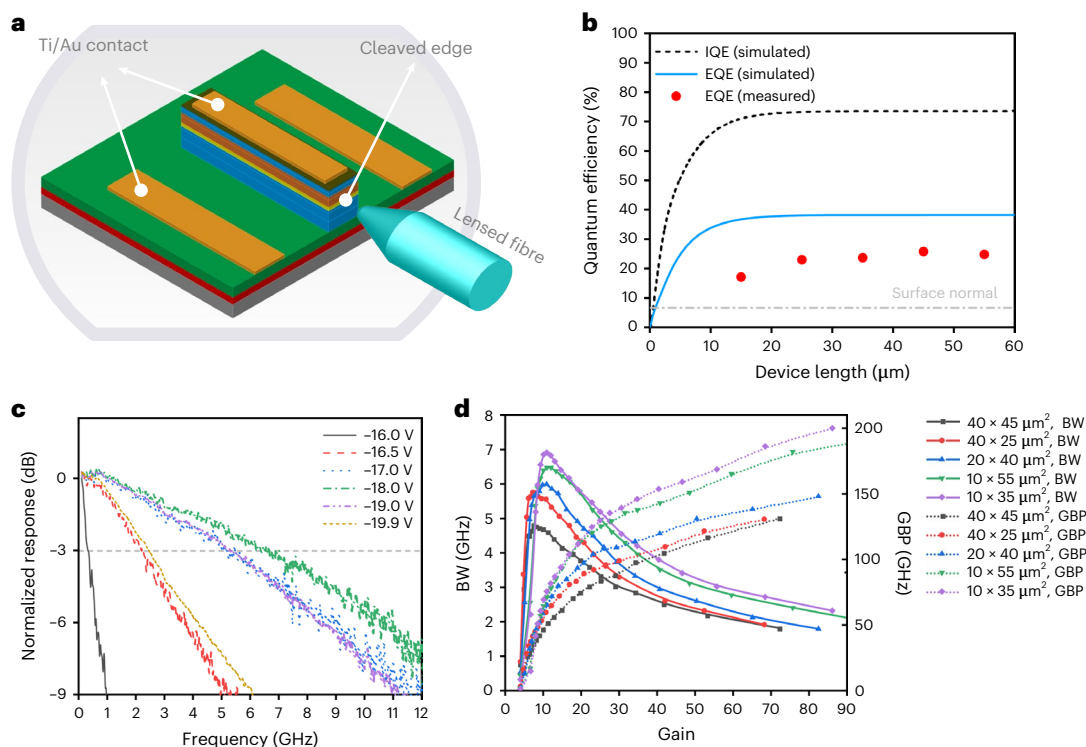 a
Ti/Au contact
Cleaved edge
Lensed fibre
b
100
90
80
70
60
50
40
30
20
10
0
Quantum efficiency (%)
IQE (simulated)
EQE (simulated)
EQE (measured)
Surface normal
0 10 20 30 40 50 60
Device length (μm)
c
0
−3
−6
−9
Normalized response (dB)
−16.0 V
−16.5 V
−17.0 V
−18.0 V
−19.0 V
−19.9 V
0 1 2 3 4 5 6 7 8 9 10 11 12
Frequency (GHz)
d
8
7
6
5
4
3
2
1
0
BW (GHz)
200
150
100
50
0
GBP (GHz)
0 10 20 30 40 50 60 70 80 90
Gain
40 × 45 μm², BW
40 × 25 μm², BW
20 × 40 μm², BW
10 × 55 μm², BW
10 × 35 μm², BW
40 × 45 μm², GBP
40 × 25 μm², GBP
20 × 40 μm², GBP
10 × 55 μm², GBP
10 × 35 μm², GBP